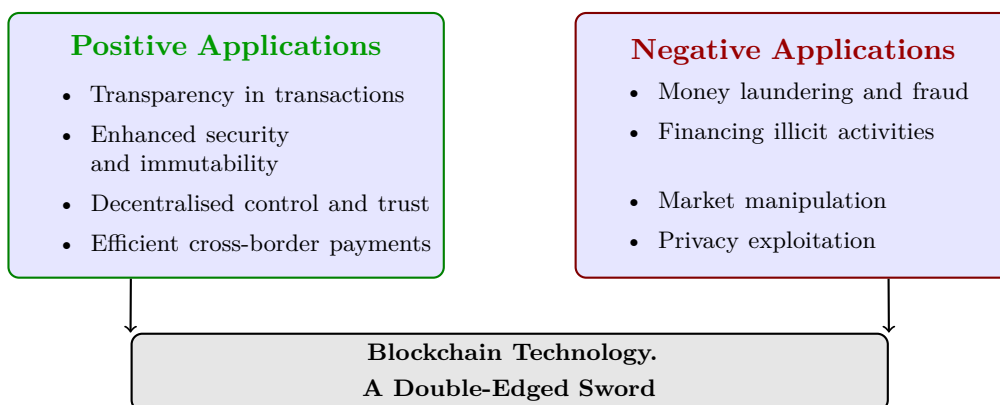 Positive Applications
• Transparency in transactions
• Enhanced security
and immutability
• Decentralised control and trust
• Efficient cross-border payments
Negative Applications
• Money laundering and fraud
• Financing illicit activities
• Market manipulation
• Privacy exploitation
Blockchain Technology.
A Double-Edged Sword